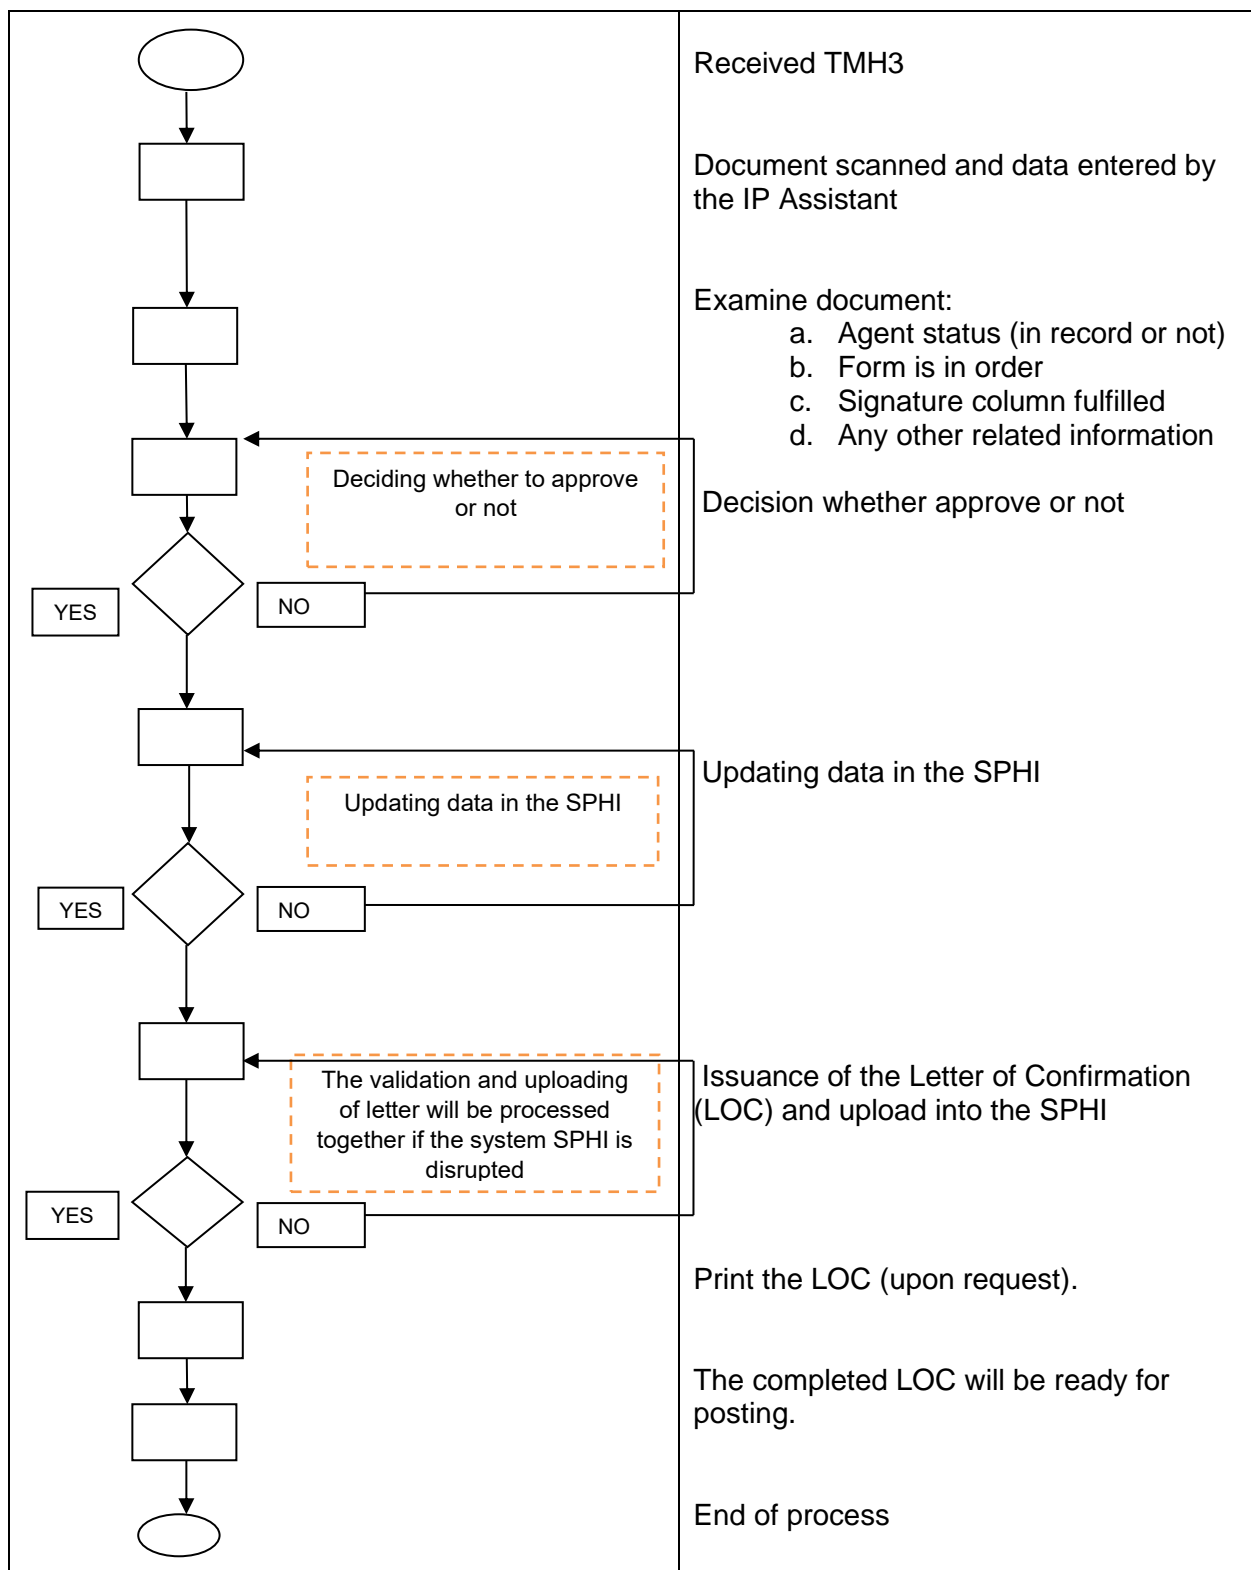 Received TMH3
Document scanned and data entered by
the IP Assistant
Examine document:
a. Agent status (in record or not)
b. Form is in order
c. Signature column fulfilled
d. Any other related information
Deciding whether to approve
or not
Decision whether approve or not
YES
NO
Updating data in the SPHI
Updating data in the SPHI
YES
NO
The validation and uploading
of letter will be processed
together if the system SPHI is
disrupted
Issuance of the Letter of Confirmation
(LOC) and upload into the SPHI
YES
NO
Print the LOC (upon request).
The completed LOC will be ready for
posting.
End of process